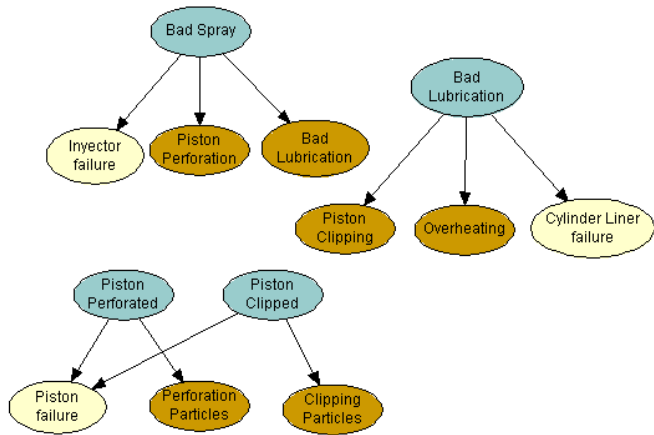 Bad Spray
Inyector
failure
Piston
Perforation
Bad
Lubrication
Bad
Lubrication
Piston
Clipping
Overheating
Cylinder Liner
failure
Piston
Perforated
Piston
Clipped
Piston
failure
Perforation
Particles
Clipping
Particles